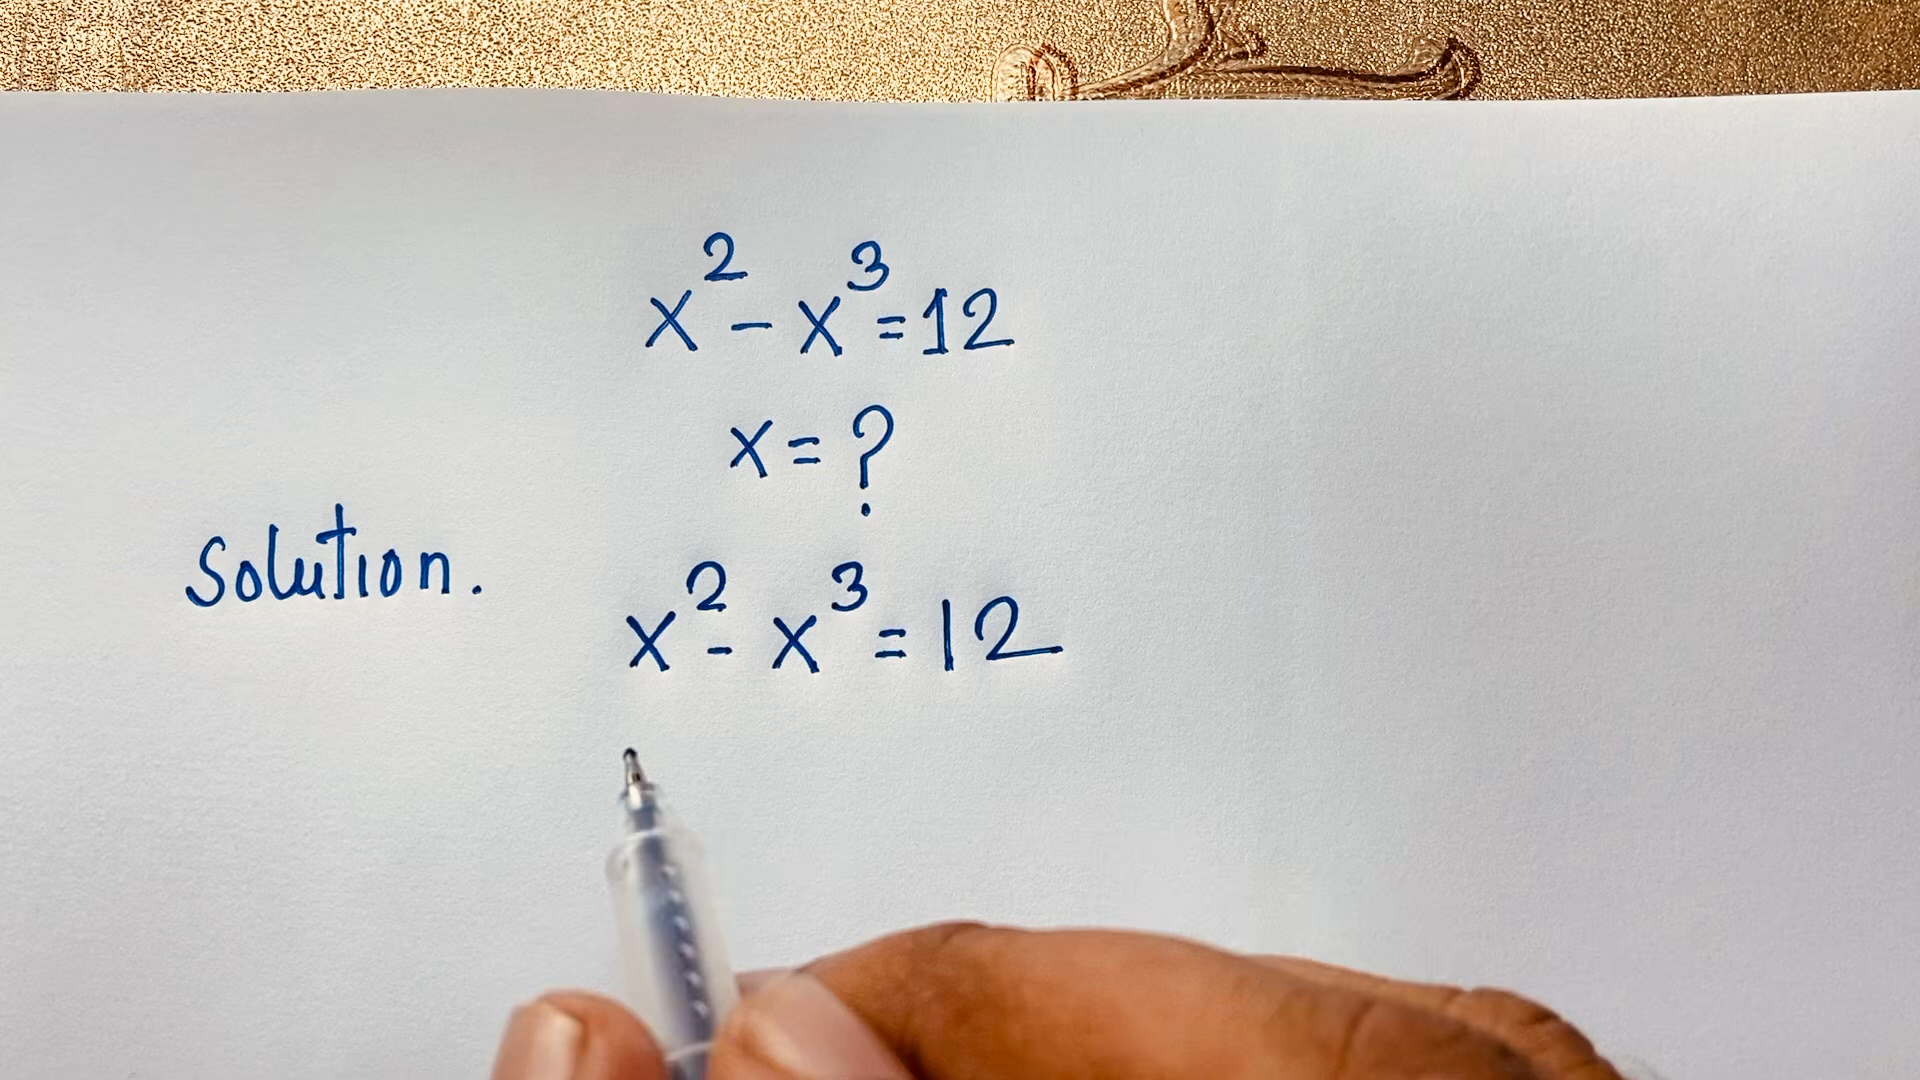 x² - x³ = 12
x = ?
Solution.
x² - x³ = 12